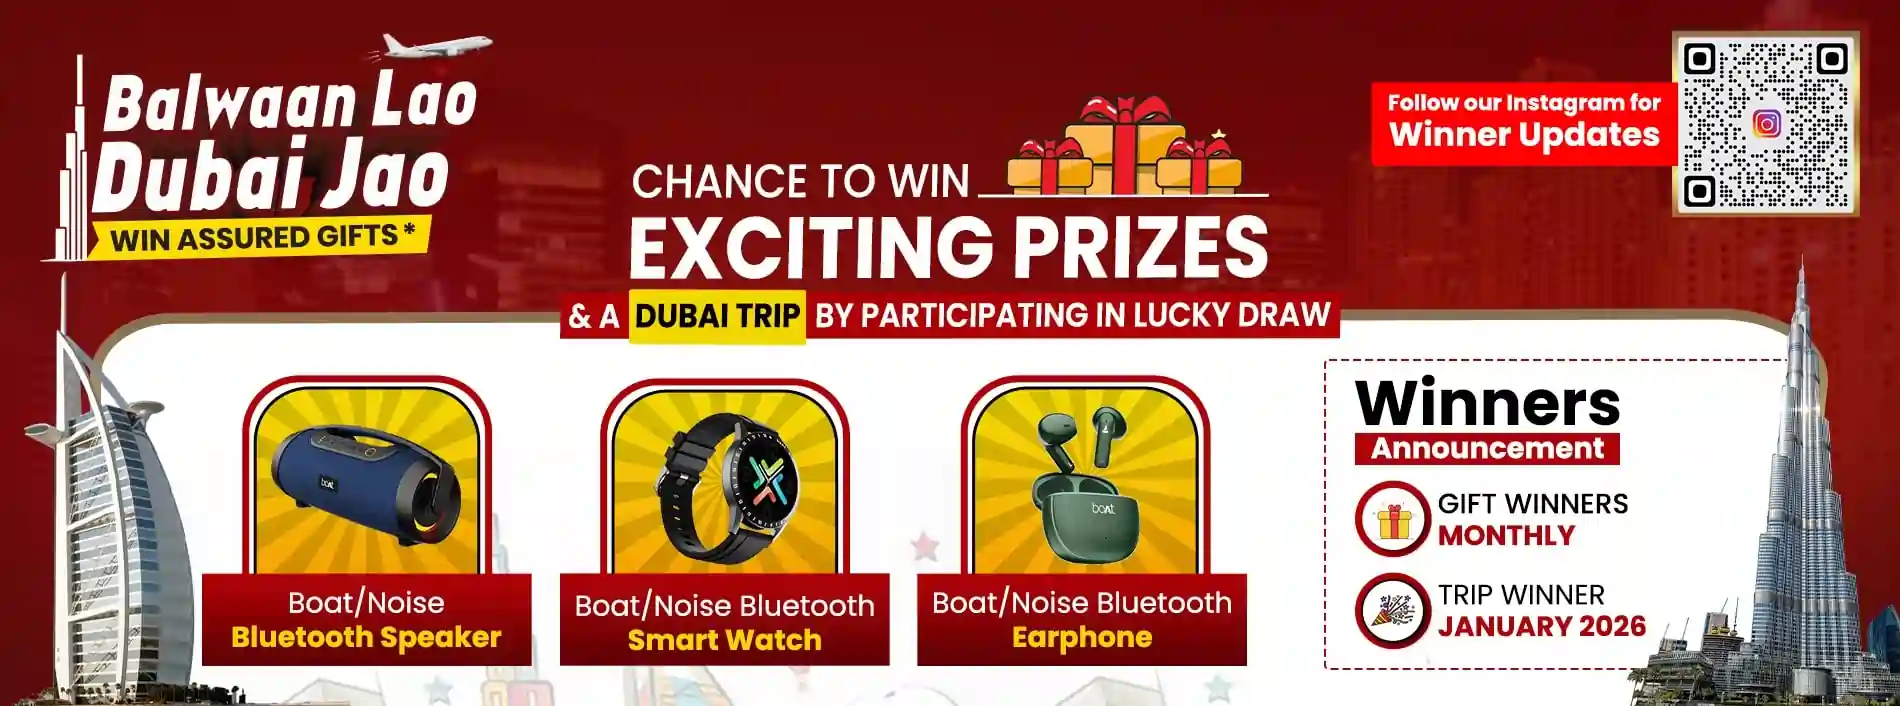 Balwaan Lao
Dubai Jao
WIN ASSURED GIFTS*
CHANCE TO WIN
EXCITING PRIZES
& A DUBAI TRIP BY PARTICIPATING IN LUCKY DRAW
Follow our Instagram for
Winner Updates
boAt
Boat/Noise
Bluetooth Speaker
Boat/Noise Bluetooth
Smart Watch
boAt
Boat/Noise Bluetooth
Earphone
Winners
Announcement
GIFT WINNERS
MONTHLY
TRIP WINNER
JANUARY 2026